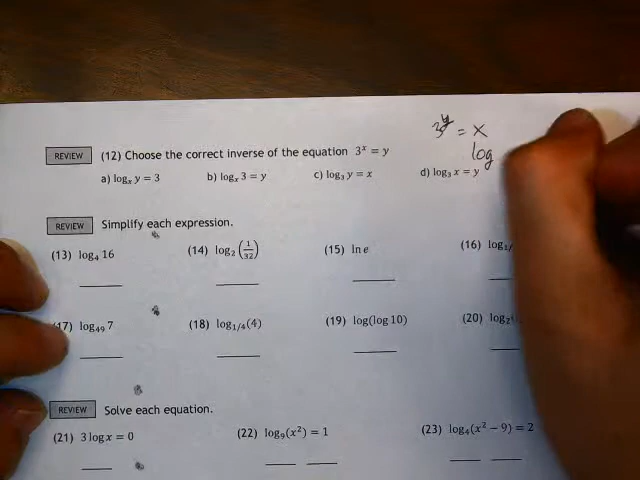 3^y = x
log
REVIEW (12) Choose the correct inverse of the equation 3^x = y
a) log_x y = 3 b) log_x 3 = y c) log_3 y = x d) log_3 x = y
REVIEW Simplify each expression.
(13) log_4 16 (14) log_2 (1/32) (15) ln e (16) log_1/
(17) log_49 7 (18) log_1/4(4) (19) log(log 10) (20) log_2
REVIEW Solve each equation.
(21) 3 log x = 0 (22) log_9(x^2) = 1 (23) log_4(x^2 − 9) = 2